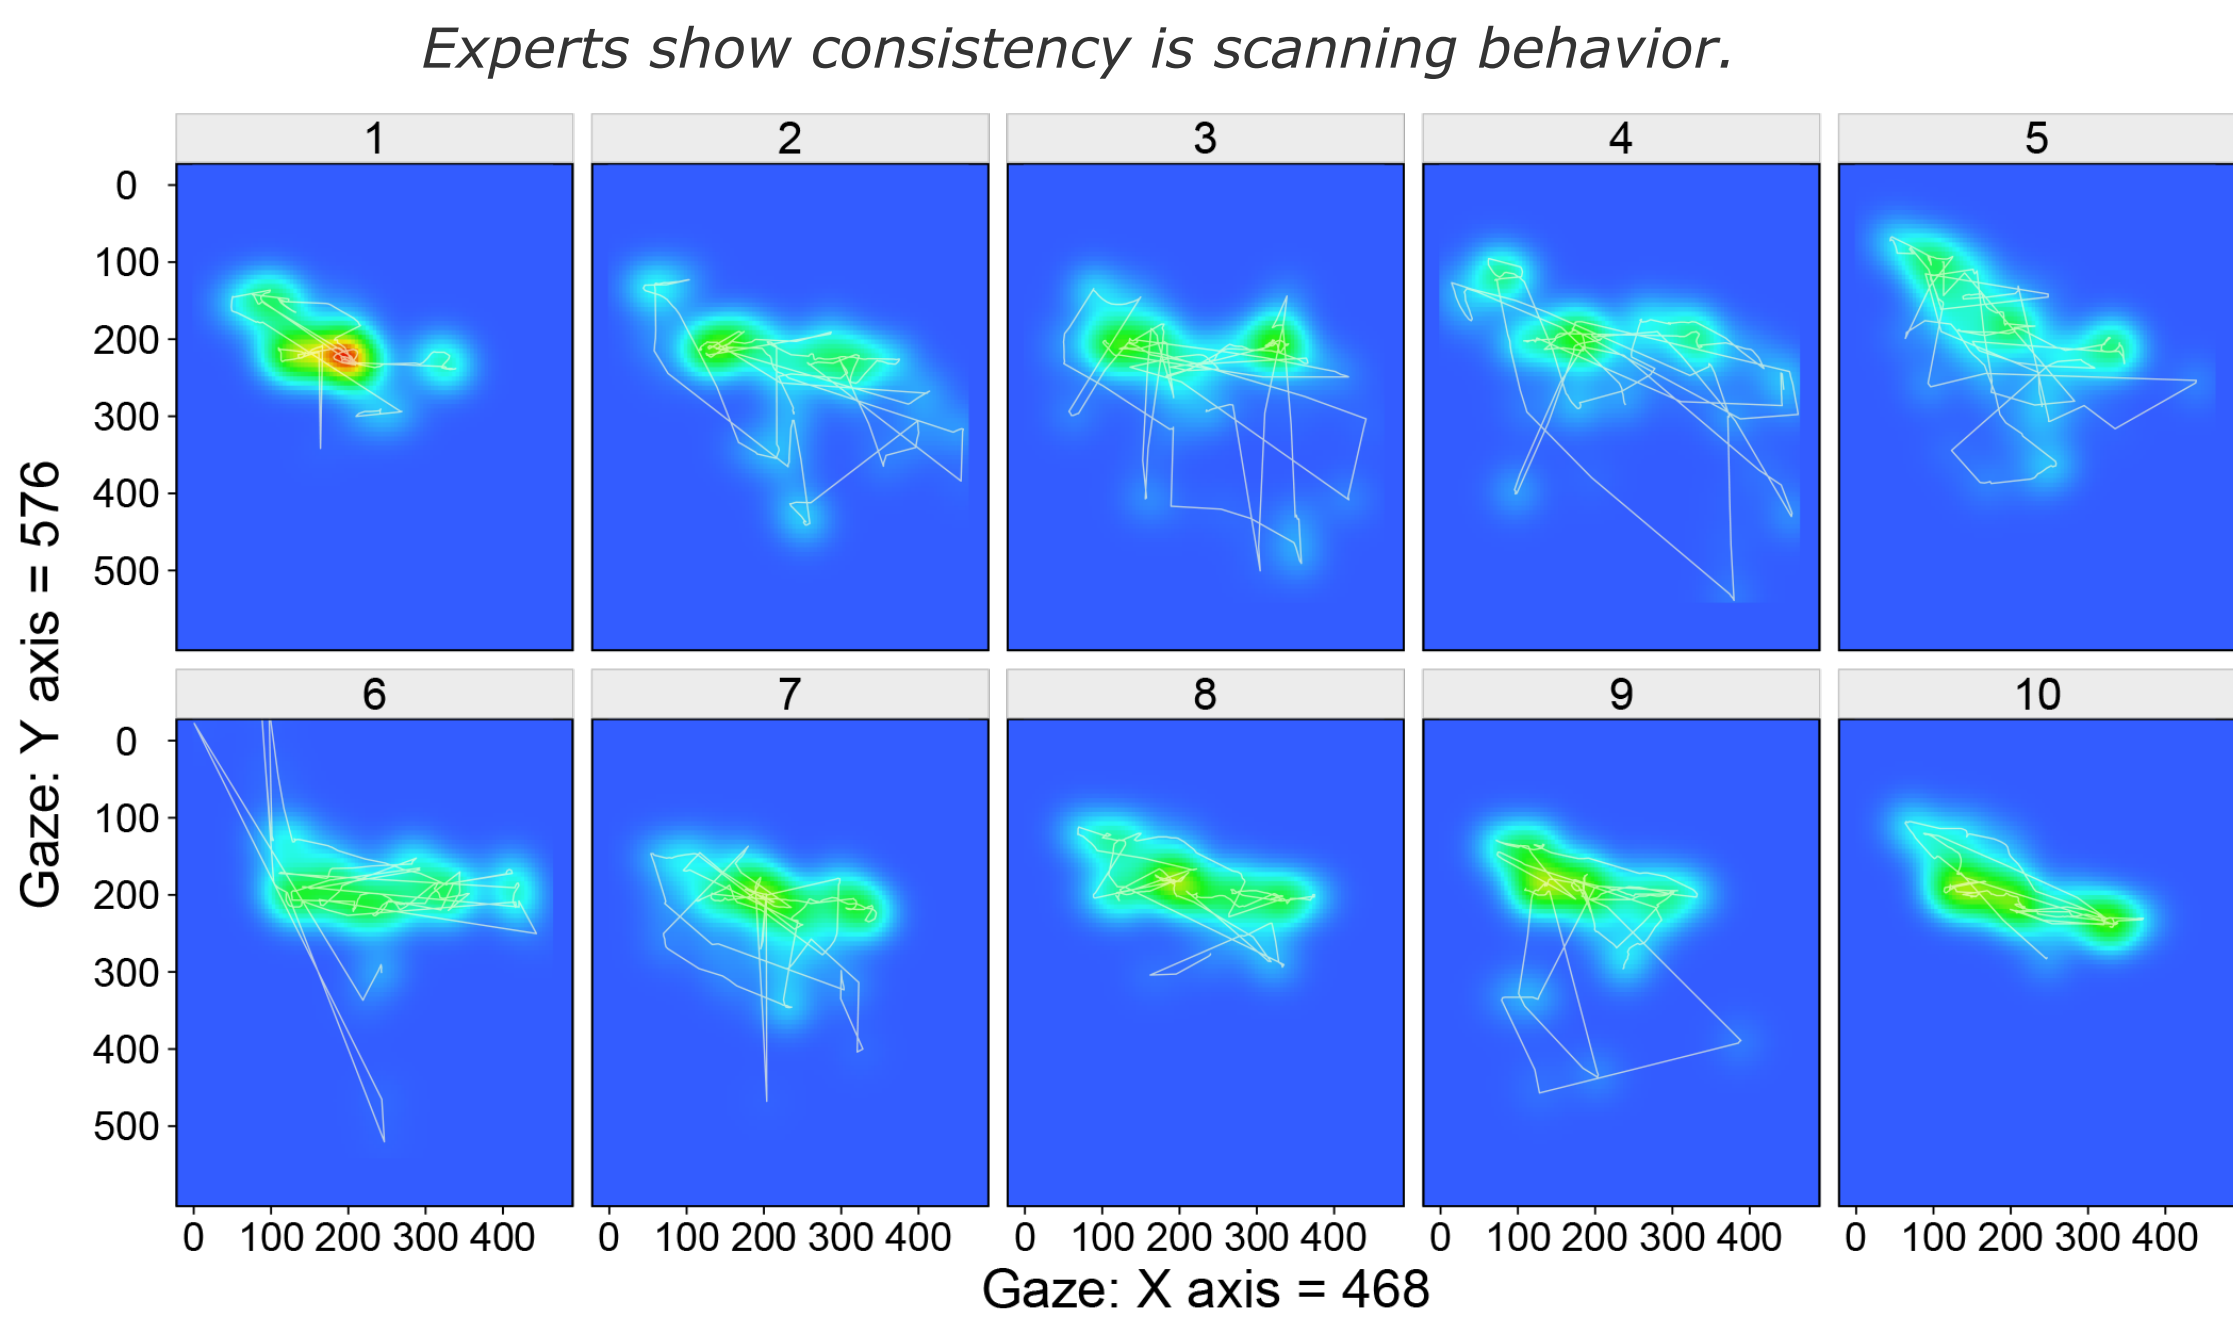 Experts show consistency is scanning behavior.
1 2 3 4 5
0
100
200
300
400
500
6 7 8 9 10
0
100
200
300
400
500
0 100 200 300 400 0 100 200 300 400 0 100 200 300 400 0 100 200 300 400 0 100 200 300 400
Gaze: X axis = 468
Gaze: Y axis = 576